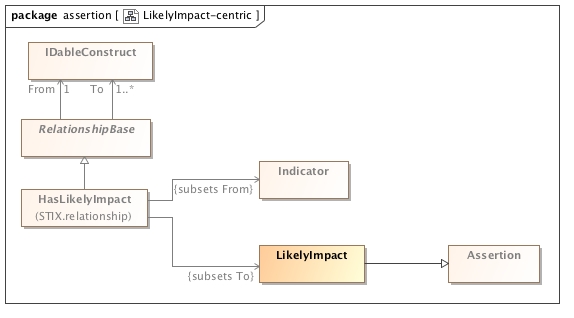 package assertion [ LikelyImpact-centric ]
IDableConstruct
From 1 To 1..*
RelationshipBase
Indicator
HasLikelyImpact
(STIX.relationship)
{subsets From}
LikelyImpact
Assertion
{subsets To}